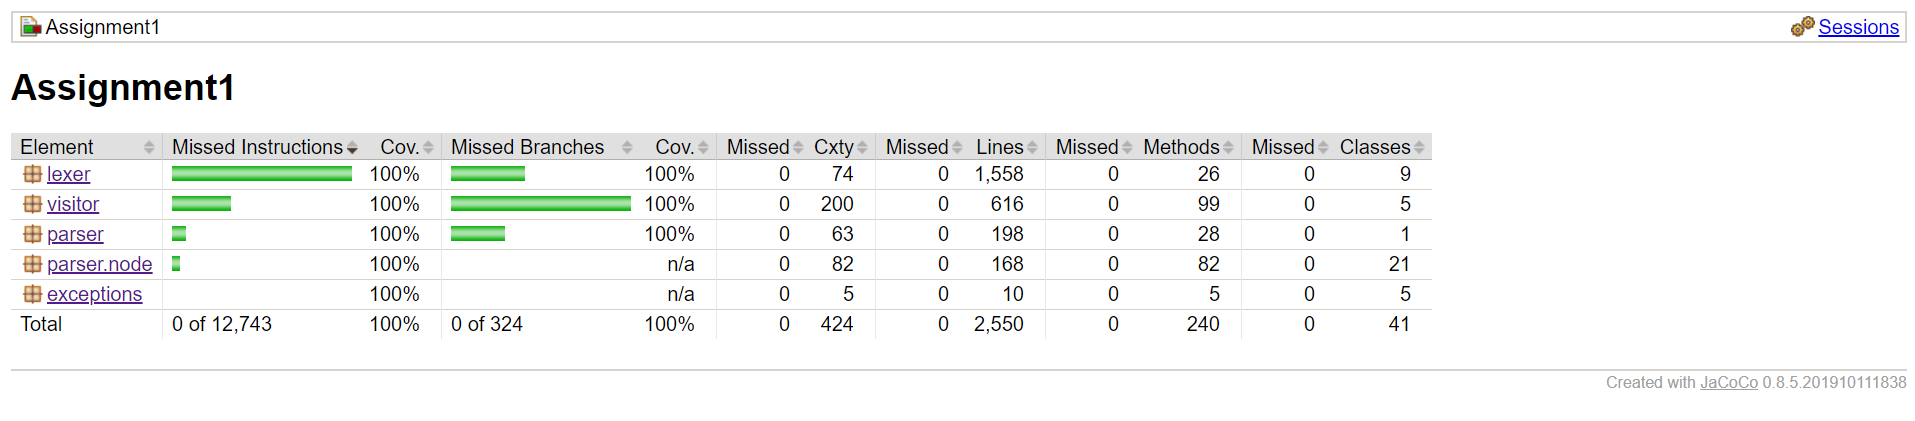 Assignment1 Sessions
Assignment1
Element Missed Instructions Cov. Missed Branches Cov. Missed Cxty Missed Lines Missed Methods Missed Classes
lexer 100% 100% 0 74 0 1,558 0 26 0 9
visitor 100% 100% 0 200 0 616 0 99 0 5
parser 100% 100% 0 63 0 198 0 28 0 1
parser.node 100% n/a 0 82 0 168 0 82 0 21
exceptions 100% n/a 0 5 0 10 0 5 0 5
Total 0 of 12,743 100% 0 of 324 100% 0 424 0 2,550 0 240 0 41
Created with JaCoCo 0.8.5.201910111838